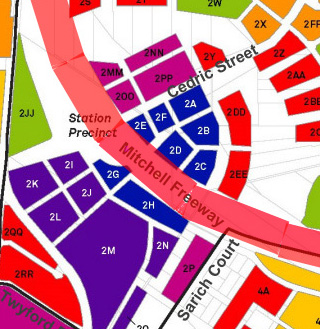 2S
2T
2W
2X
2FF
2NN
2Y
2Z
2MM
2PP
2AA
Cedric Street
2OO
2A
2BB
2JJ
2F
2DD
Station
Precinct
2E
2B
2D
Mitchell Freeway
2I
2C
2G
2EE
2K
2J
2H
2L
2QQ
2M
2N
2RR
2P
Sarich Court
4A
Twyford